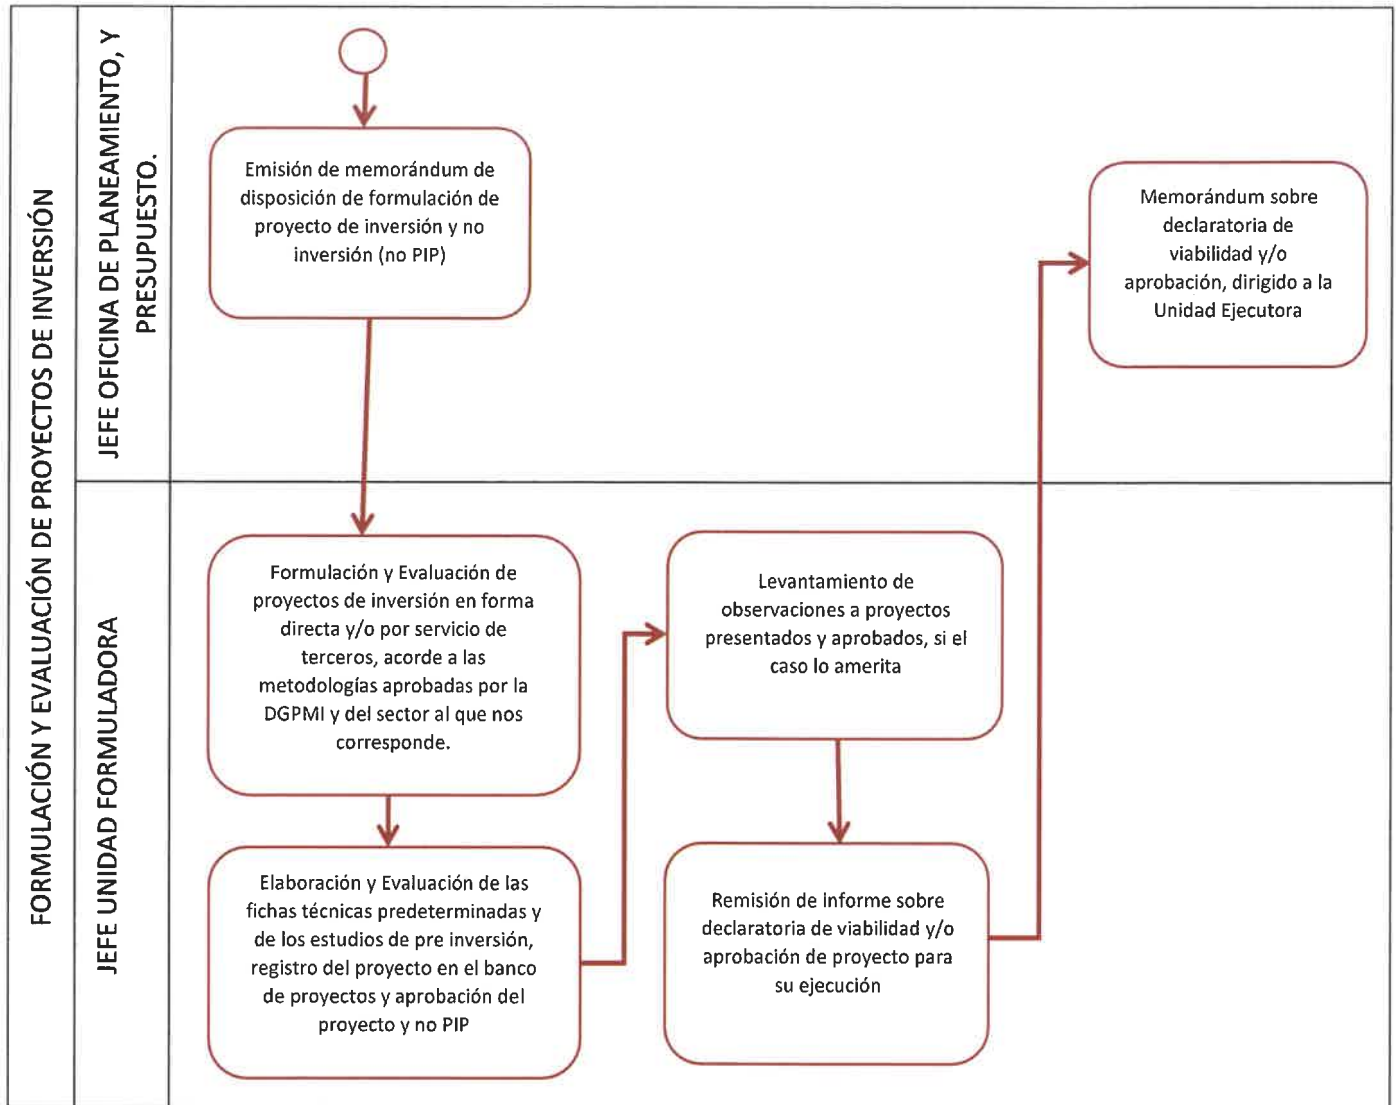 FORMULACIÓN Y EVALUACIÓN DE PROYECTOS DE INVERSIÓN
JEFE OFICINA DE PLANEAMIENTO, Y
PRESUPUESTO.
Emisión de memorándum de
disposición de formulación de
proyecto de inversión y no
inversión (no PIP)
Memorándum sobre
declaratoria de
viabilidad y/o
aprobación, dirigido a la
Unidad Ejecutora
JEFE UNIDAD FORMULADORA
Formulación y Evaluación de
proyectos de inversión en forma
directa y/o por servicio de
terceros, acorde a las
metodologías aprobadas por la
DGPMI y del sector al que nos
corresponde.
Elaboración y Evaluación de las
fichas técnicas predeterminadas y
de los estudios de pre inversión,
registro del proyecto en el banco
de proyectos y aprobación del
proyecto y no PIP
Levantamiento de
observaciones a proyectos
presentados y aprobados, si el
caso lo amerita
Remisión de informe sobre
declaratoria de viabilidad y/o
aprobación de proyecto para
su ejecución